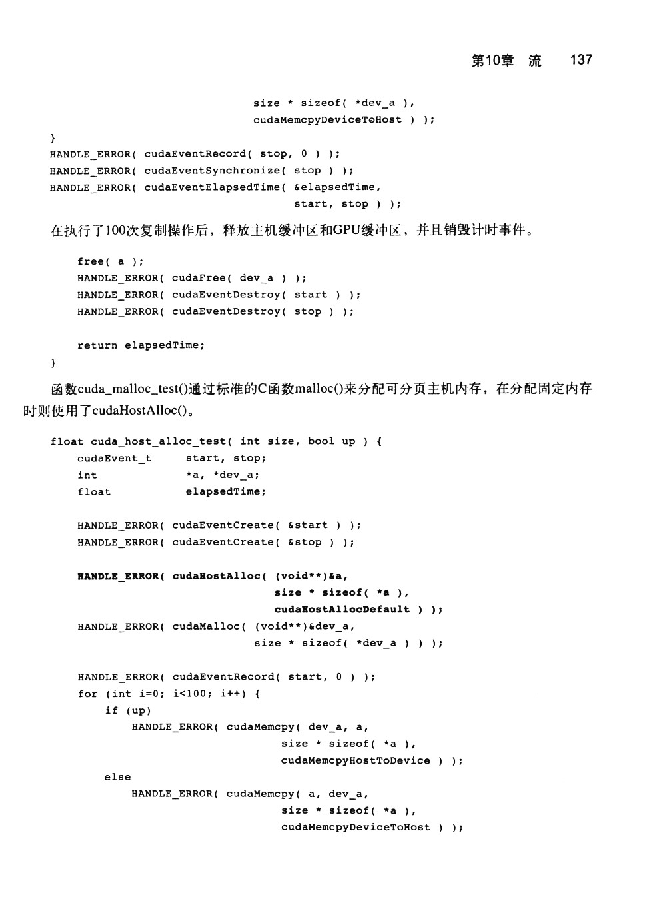 第10章 流 137
size * sizeof( *dev_a ),
cudaMemcpyDeviceToHost ) );
}
HANDLE_ERROR( cudaEventRecord( stop, 0 ) );
HANDLE_ERROR( cudaEventSynchronize( stop ) );
HANDLE_ERROR( cudaEventElapsedTime( &elapsedTime,
start, stop ) );
在执行了100次复制操作后，释放主机缓冲区和GPU缓冲区，并且销毁计时事件。
free( a );
HANDLE_ERROR( cudaFree( dev_a ) );
HANDLE_ERROR( cudaEventDestroy( start ) );
HANDLE_ERROR( cudaEventDestroy( stop ) );
return elapsedTime;
}
函数cuda_malloc_test()通过标准的C函数malloc()来分配可分页主机内存，在分配固定内存
时则使用了cudaHostAlloc()。
float cuda_host_alloc_test( int size, bool up ) {
cudaEvent_t start, stop;
int *a, *dev_a;
float elapsedTime;
HANDLE_ERROR( cudaEventCreate( &start ) );
HANDLE_ERROR( cudaEventCreate( &stop ) );
HANDLE_ERROR( cudaHostAlloc( (void**)&a,
size * sizeof( *a ),
cudaHostAllocDefault ) );
HANDLE_ERROR( cudaMalloc( (void**)&dev_a,
size * sizeof( *dev_a ) ) );
HANDLE_ERROR( cudaEventRecord( start, 0 ) );
for (int i=0; i<100; i++) {
if (up)
HANDLE_ERROR( cudaMemcpy( dev_a, a,
size * sizeof( *a ),
cudaMemcpyHostToDevice ) );
else
HANDLE_ERROR( cudaMemcpy( a, dev_a,
size * sizeof( *a ),
cudaMemcpyDeviceToHost ) );